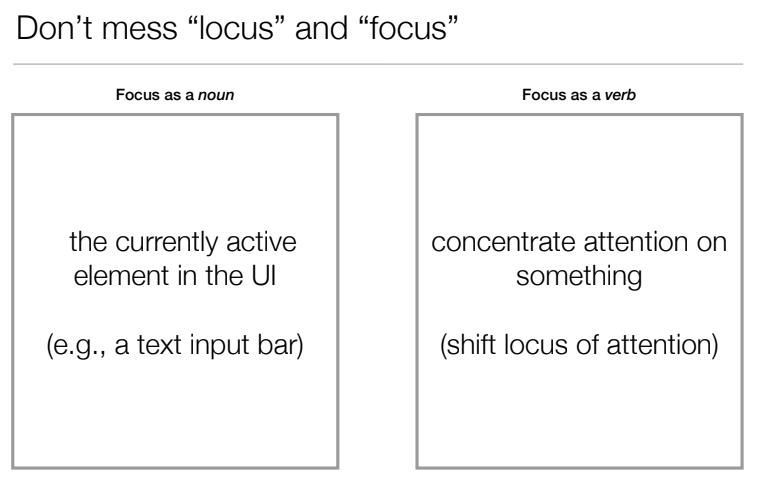 Don’t mess “locus” and “focus”
Focus as a noun
the currently active
element in the UI
(e.g., a text input bar)
Focus as a verb
concentrate attention on
something
(shift locus of attention)